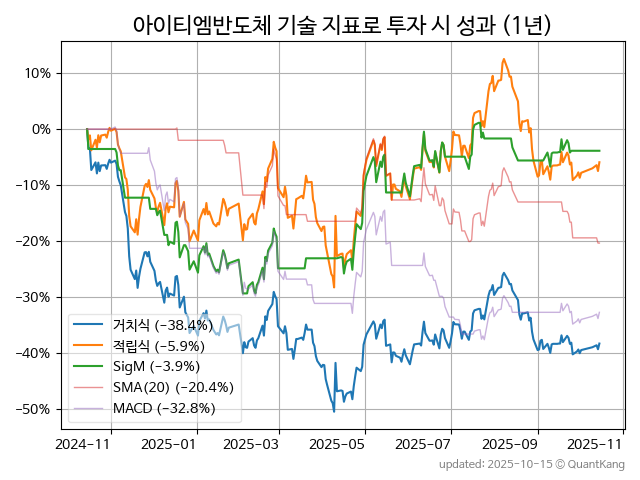 아이티엠반도체 기술 지표로 투자 시 성과 (1년)
10%
0%
−10%
−20%
−30%
−40%
−50%
거치식 (−38.4%)
적립식 (−5.9%)
SigM (−3.9%)
SMA(20) (−20.4%)
MACD (−32.8%)
2024-11
2025-01
2025-03
2025-05
2025-07
2025-09
2025-11
updated: 2025-10-15 © QuantKang